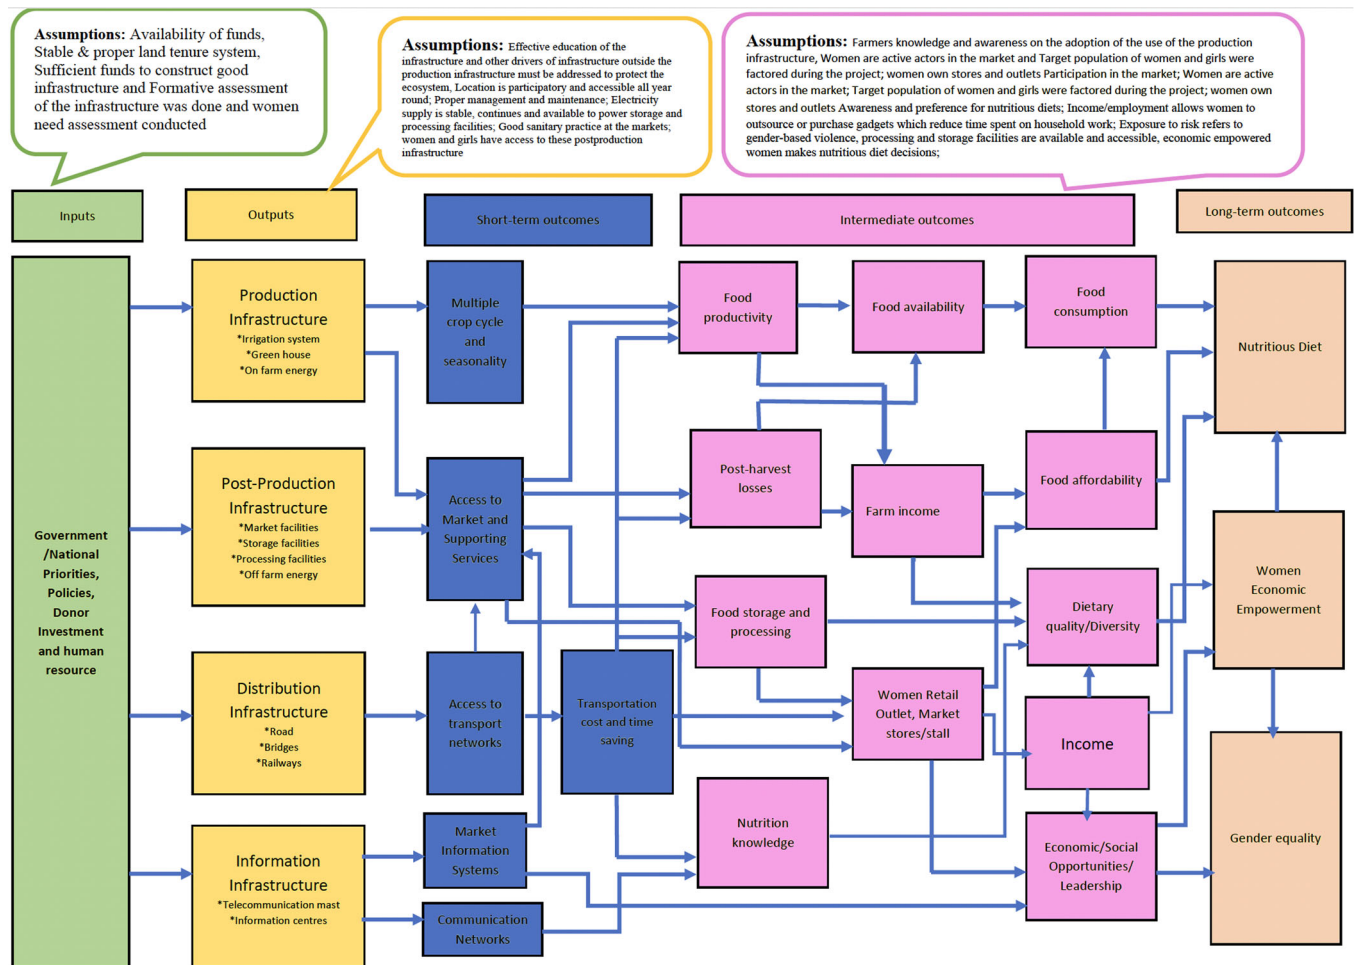 Assumptions: Availability of funds,
Stable & proper land tenure system,
Sufficient funds to construct good
infrastructure and Formative assessment
of the infrastructure was done and women
need assessment conducted
Assumptions: Effective education of the
infrastructure and other drivers of infrastructure outside the
production infrastructure must be addressed to protect the
ecosystem, Location is participatory and accessible all year
round; Proper management and maintenance; Electricity
supply is stable, continues and available to power storage and
processing facilities; Good sanitary practice at the markets;
women and girls have access to these postproduction
infrastructure
Assumptions: Farmers knowledge and awareness on the adoption of the use of the production
infrastructure, Women are active actors in the market and Target population of women and girls were
factored during the project; women own stores and outlets Participation in the market; Women are active
actors in the market; Target population of women and girls were factored during the project; women own
stores and outlets Awareness and preference for nutritious diets; Income/employment allows women to
outsource or purchase gadgets which reduce time spent on household work; Exposure to risk refers to
gender-based violence, processing and storage facilities are available and accessible, economic empowered
women makes nutritious diet decisions;
Inputs
Outputs
Short-term outcomes
Intermediate outcomes
Long-term outcomes
Government
/National
Priorities,
Policies,
Donor
Investment
and human
resource
Production
Infrastructure
*Irrigation system
*Green house
*On farm energy
Post-Production
Infrastructure
*Market facilities
*Storage facilities
*Processing facilities
*Off farm energy
Distribution
Infrastructure
*Road
*Bridges
*Railways
Information
Infrastructure
*Telecommunication mast
*Information centres
Multiple
crop cycle
and
seasonality
Access to
Market and
Supporting
Services
Access to
transport
networks
Transportation
cost and time
saving
Market
Information
Systems
Communication
Networks
Food
productivity
Post-harvest
losses
Food storage and
processing
Nutrition
knowledge
Food availability
Farm income
Women Retail
Outlet, Market
stores/stall
Food
consumption
Food affordability
Dietary
quality/Diversity
Income
Economic/Social
Opportunities/
Leadership
Nutritious Diet
Women
Economic
Empowerment
Gender equality